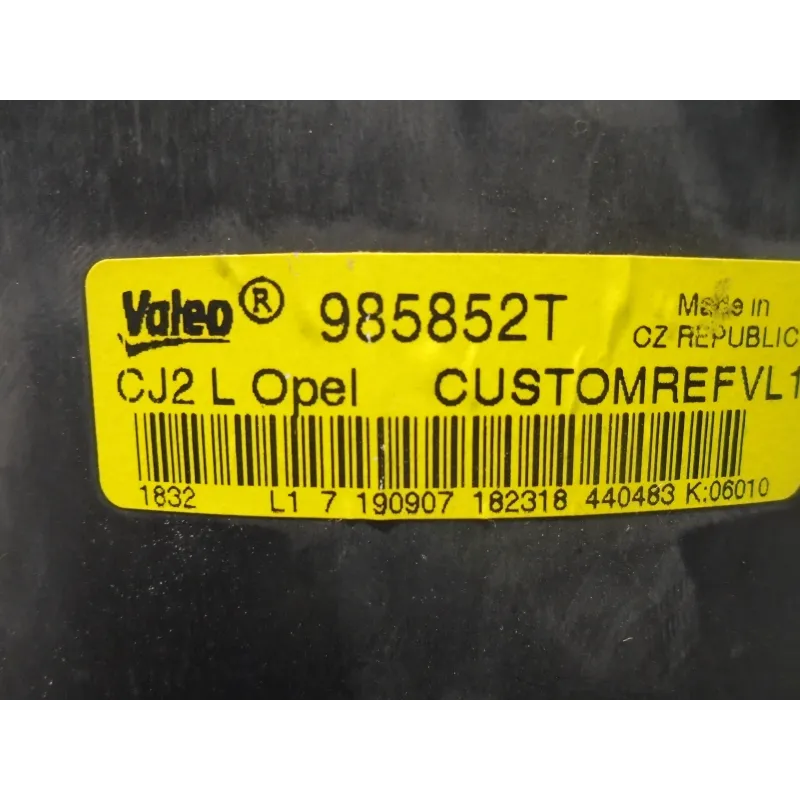 Valeo® 985852T Made in
CZ REPUBLIC
CJ2 L Opel CUSTOMREFVL1
1832 L1 7 190907 182318 440483 K:06010